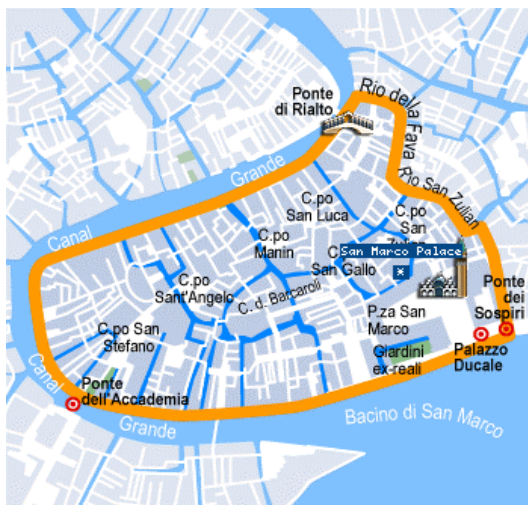 Ponte
di Rialto
Rio della Fava
Grande
Rio San Zulian
C.po
San Luca
C.po
San
C.po
Manin
San Marco Palace
San Gallo
Canal
C.po
Sant'Angelo
C. d. Barcaroli
Ponte
dei
Sospiri
P.za San
Marco
C.po San
Stefano
Giardini
ex-reali
Palazzo
Ducale
Canal
Ponte
dell'Accademia
Grande
Bacino di San Marco